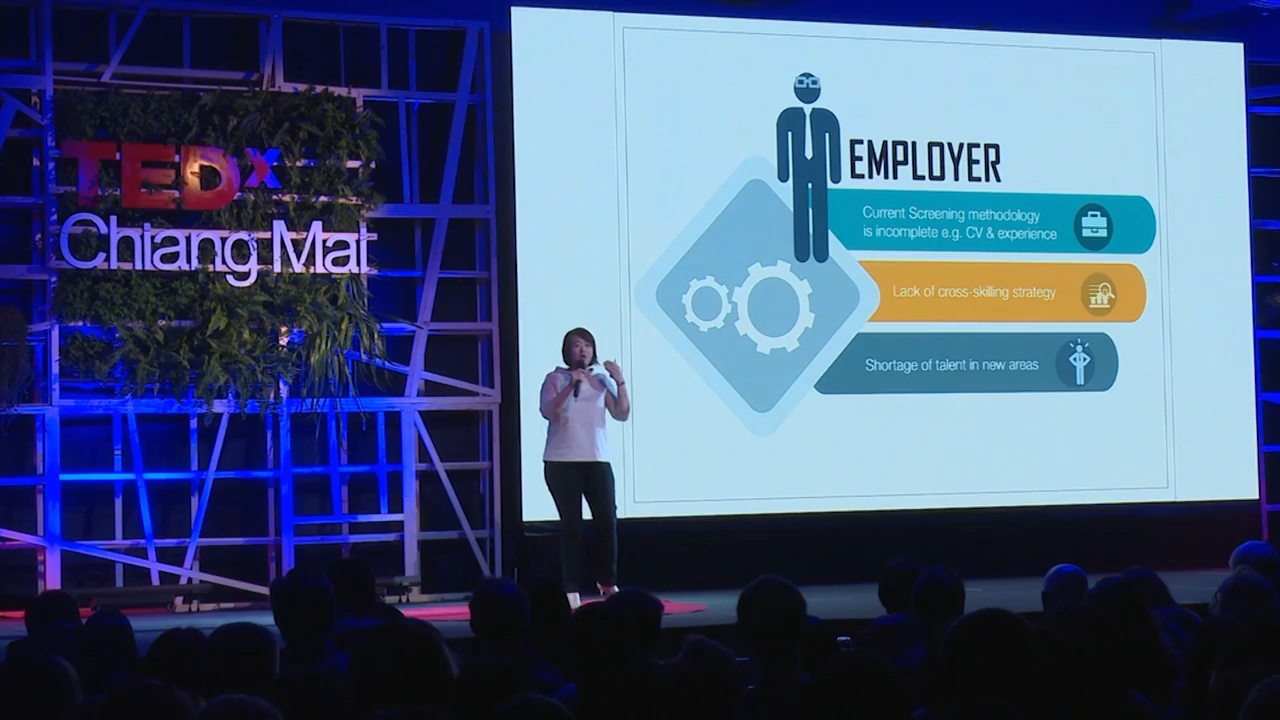 TEDx
Chiang Mai
EMPLOYER
Current Screening methodology
is incomplete e.g. CV & experience
Lack of cross-skilling strategy
Shortage of talent in new areas